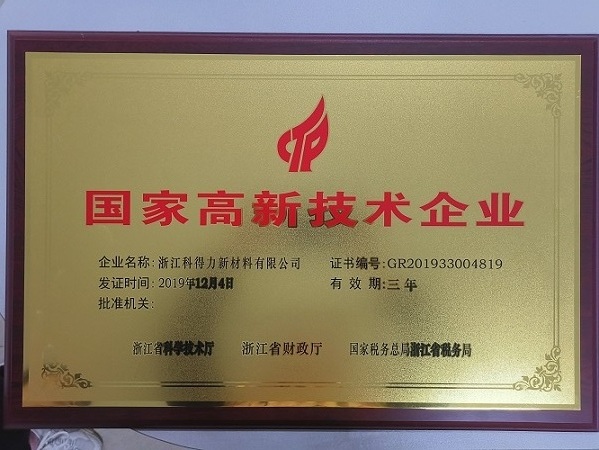 国家高新技术企业
企业名称:浙江科得力新材料有限公司 证书编号:GR201933004819
发证时间:2019年12月4日 有效期:三年
批准机关:
浙江省科学技术厅 浙江省财政厅 国家税务总局浙江省税务局